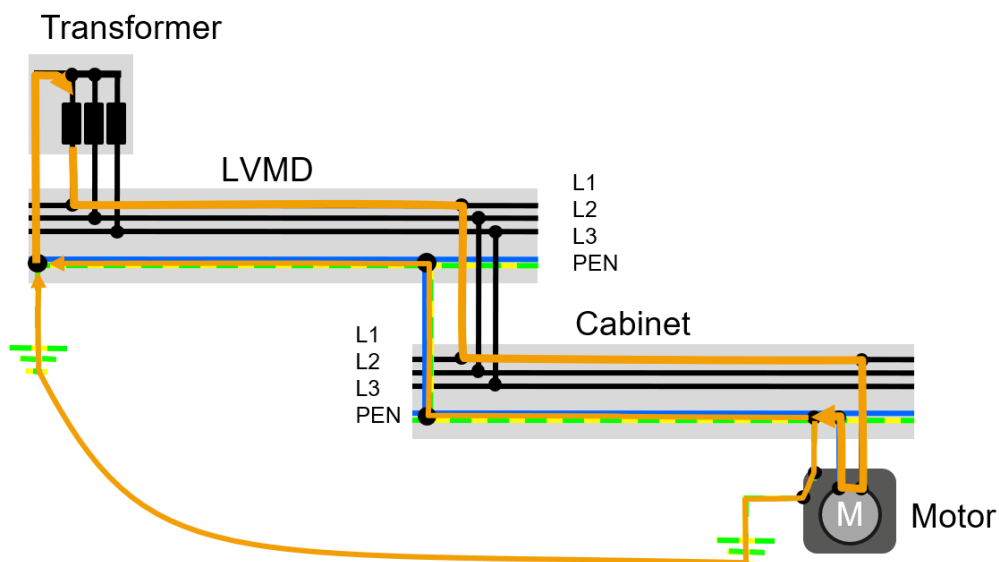 Transformer
LVMD
L1
L2
L3
PEN
Cabinet
L1
L2
L3
PEN
M
Motor